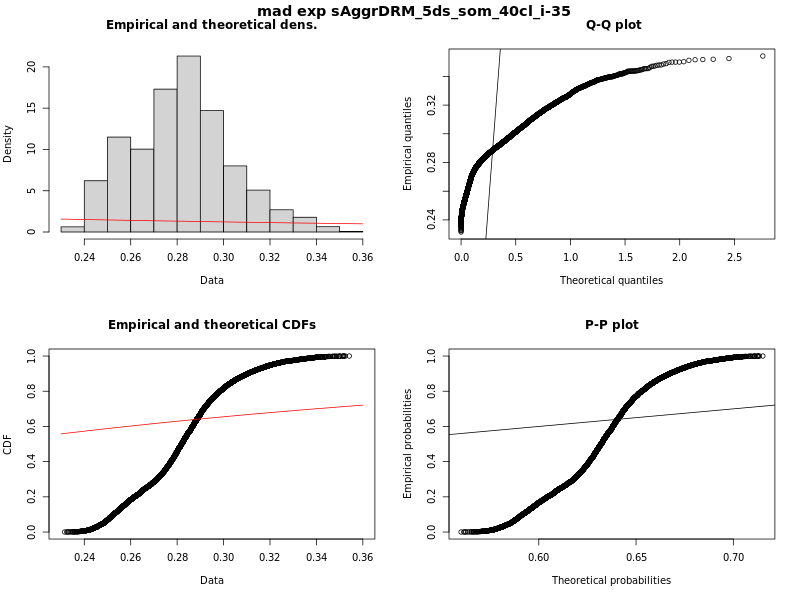 mad exp sAggrDRM_5ds_som_40cl_i-35
Empirical and theoretical dens.
Density
0 5 10 15 20
0.24 0.26 0.28 0.30 0.32 0.34 0.36
Data
Q-Q plot
Empirical quantiles
0.24 0.28 0.32
0.0 0.5 1.0 1.5 2.0 2.5
Theoretical quantiles
Empirical and theoretical CDFs
CDF
0.0 0.2 0.4 0.6 0.8 1.0
0.24 0.26 0.28 0.30 0.32 0.34 0.36
Data
P-P plot
Empirical probabilities
0.0 0.2 0.4 0.6 0.8 1.0
0.60 0.65 0.70
Theoretical probabilities